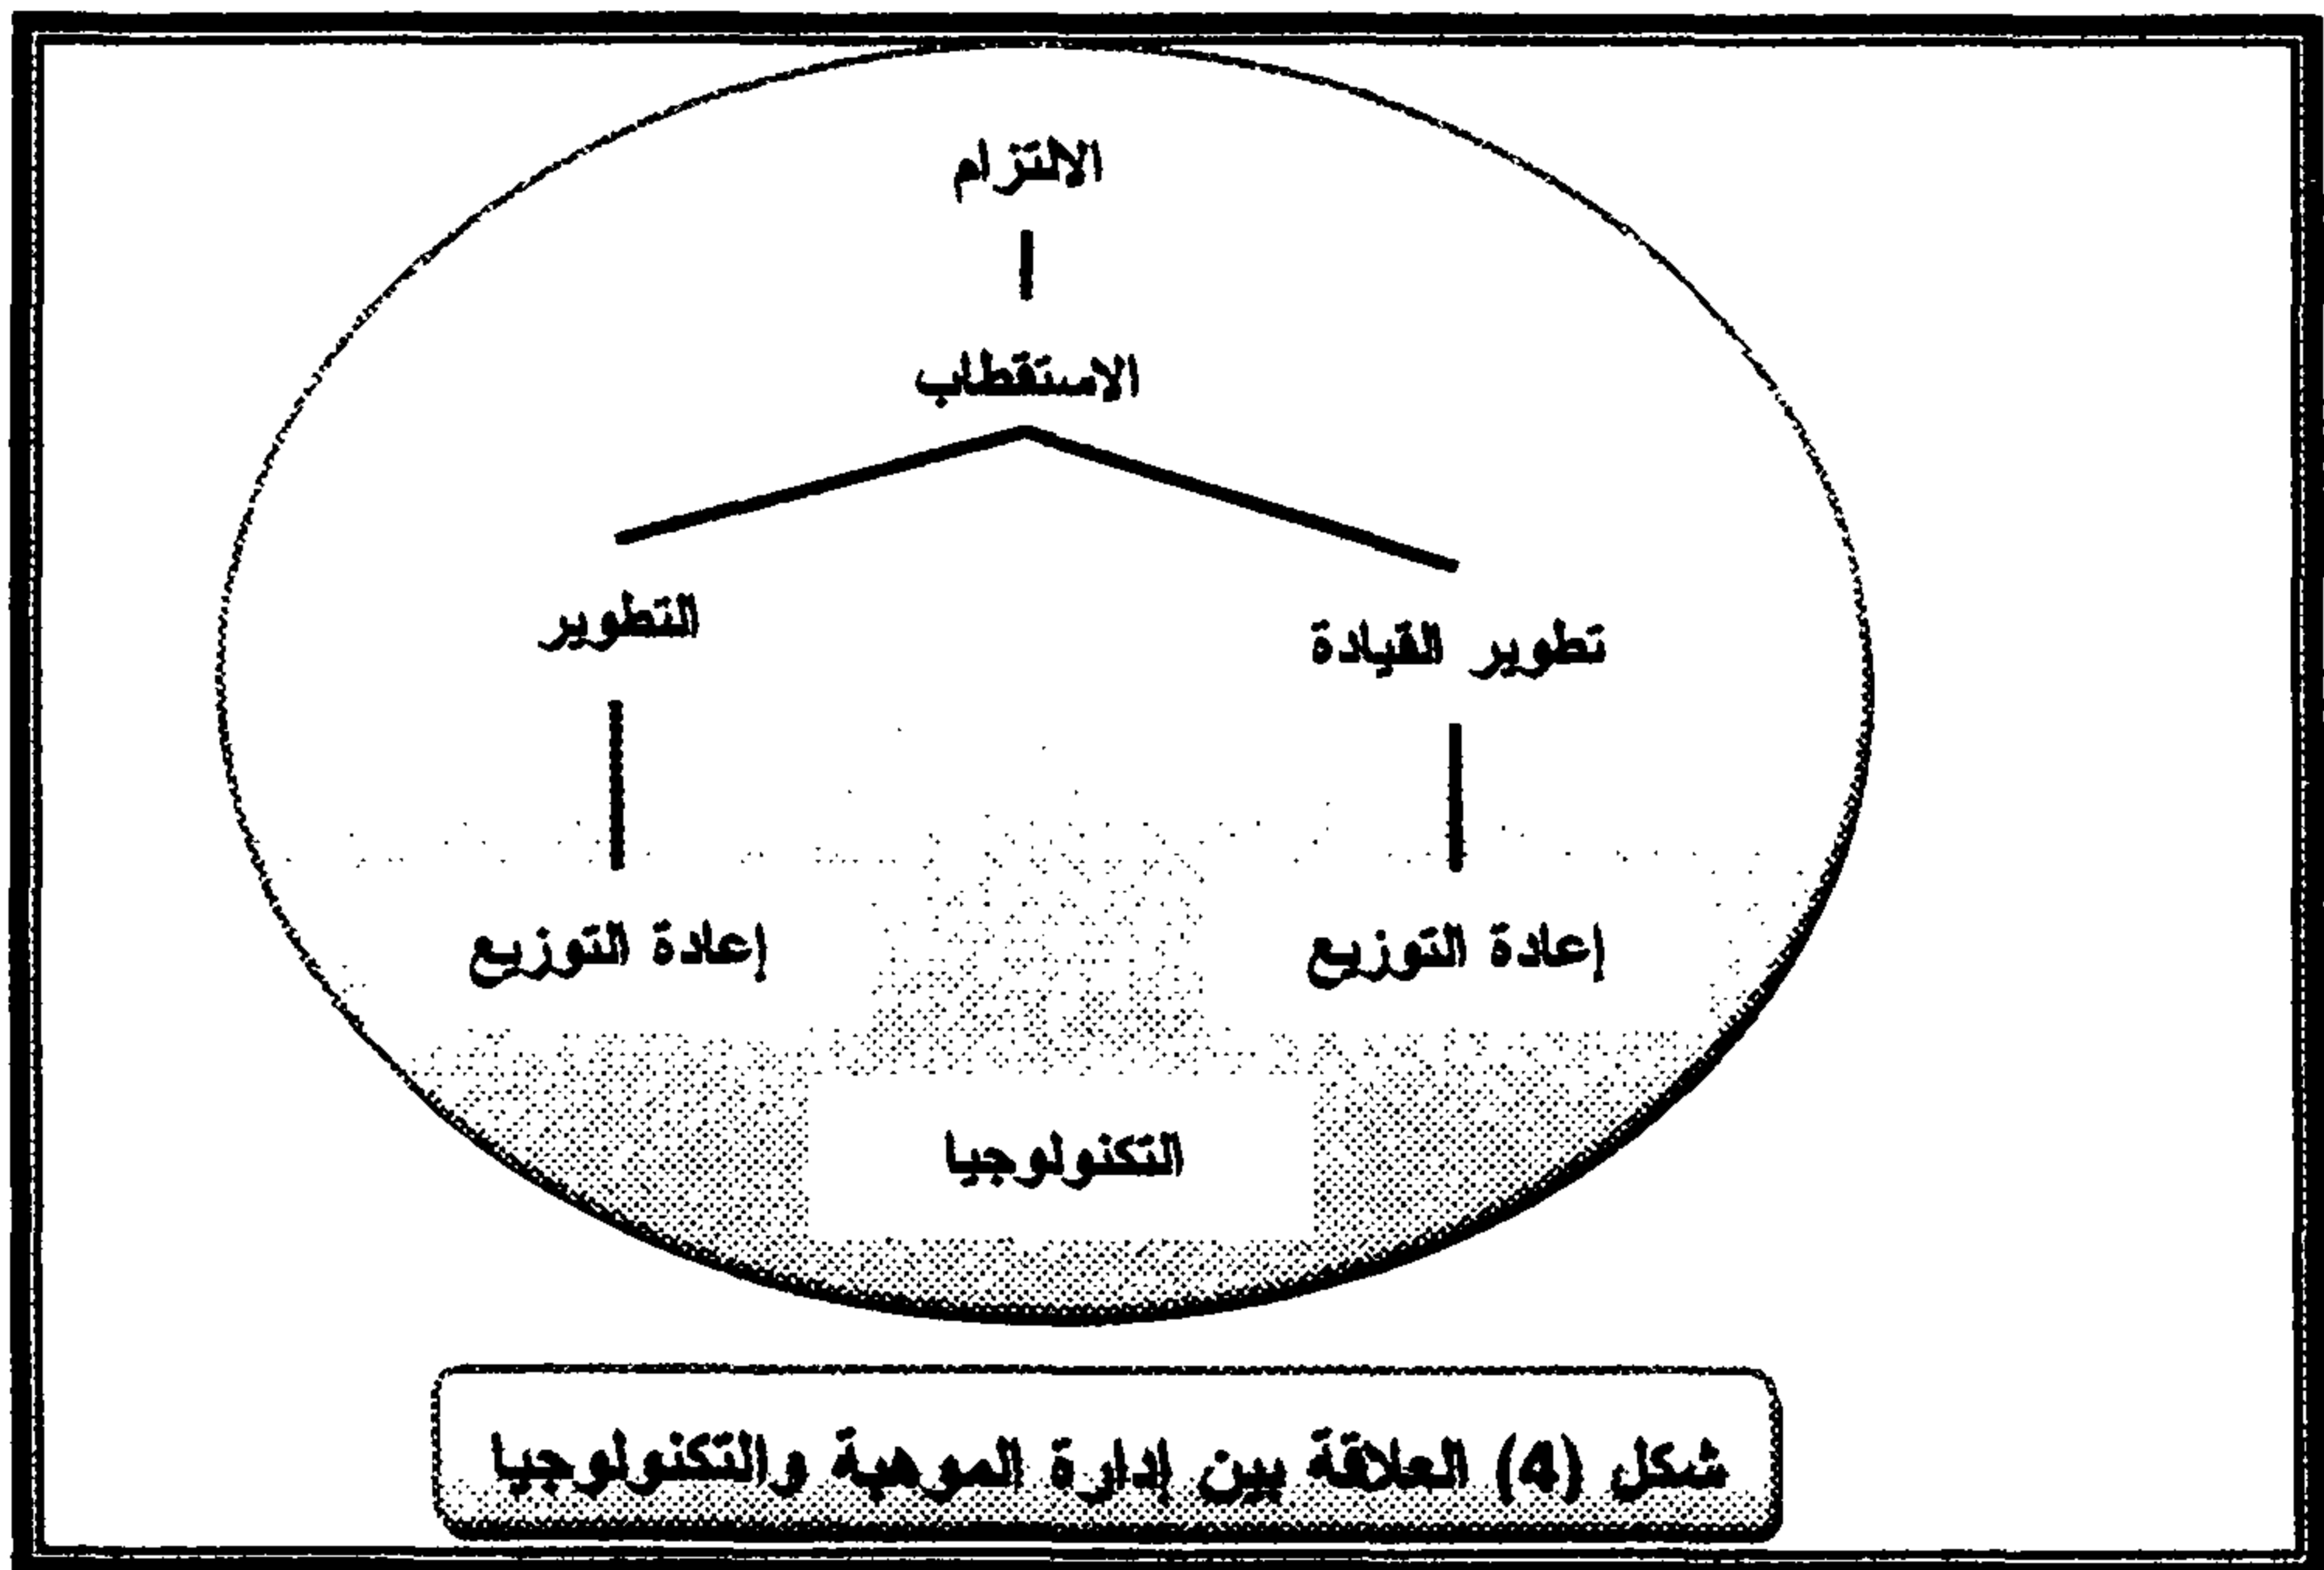 الالتزام
الاستقطاب
تطوير القيادة
التطوير
إعادة التوزيع
إعادة التوزيع
التكنولوجيا
شكل (4) العلاقة بين إدارة الموهبة والتكنولوجيا